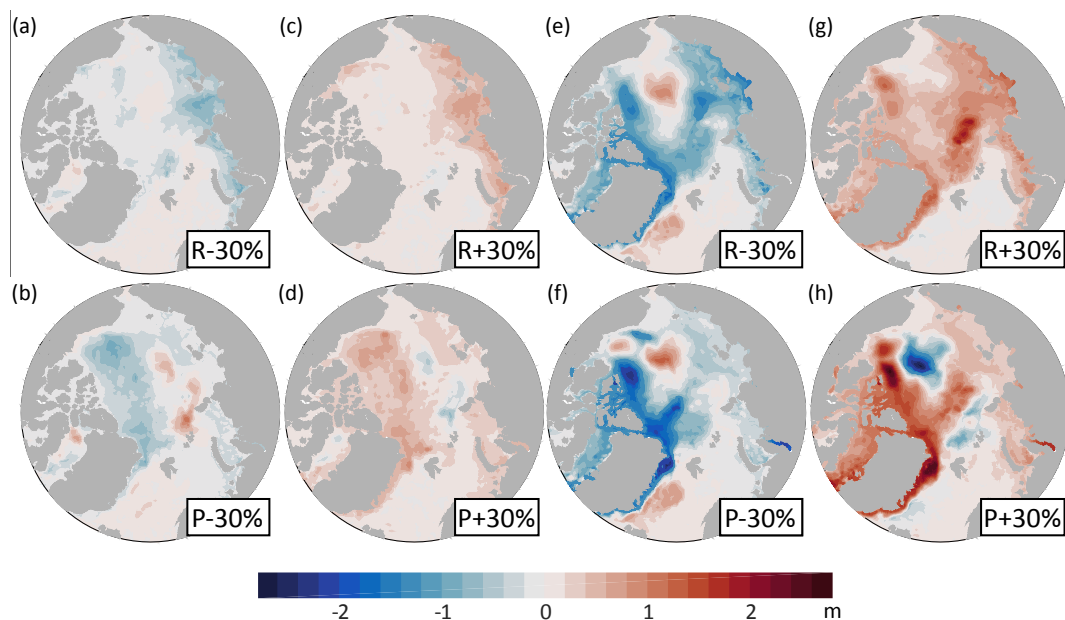 (a) (c) (e) (g)
R-30% R+30% R-30% R+30%
(b) (d) (f) (h)
P-30% P+30% P-30% P+30%
-2 -1 0 1 2 m